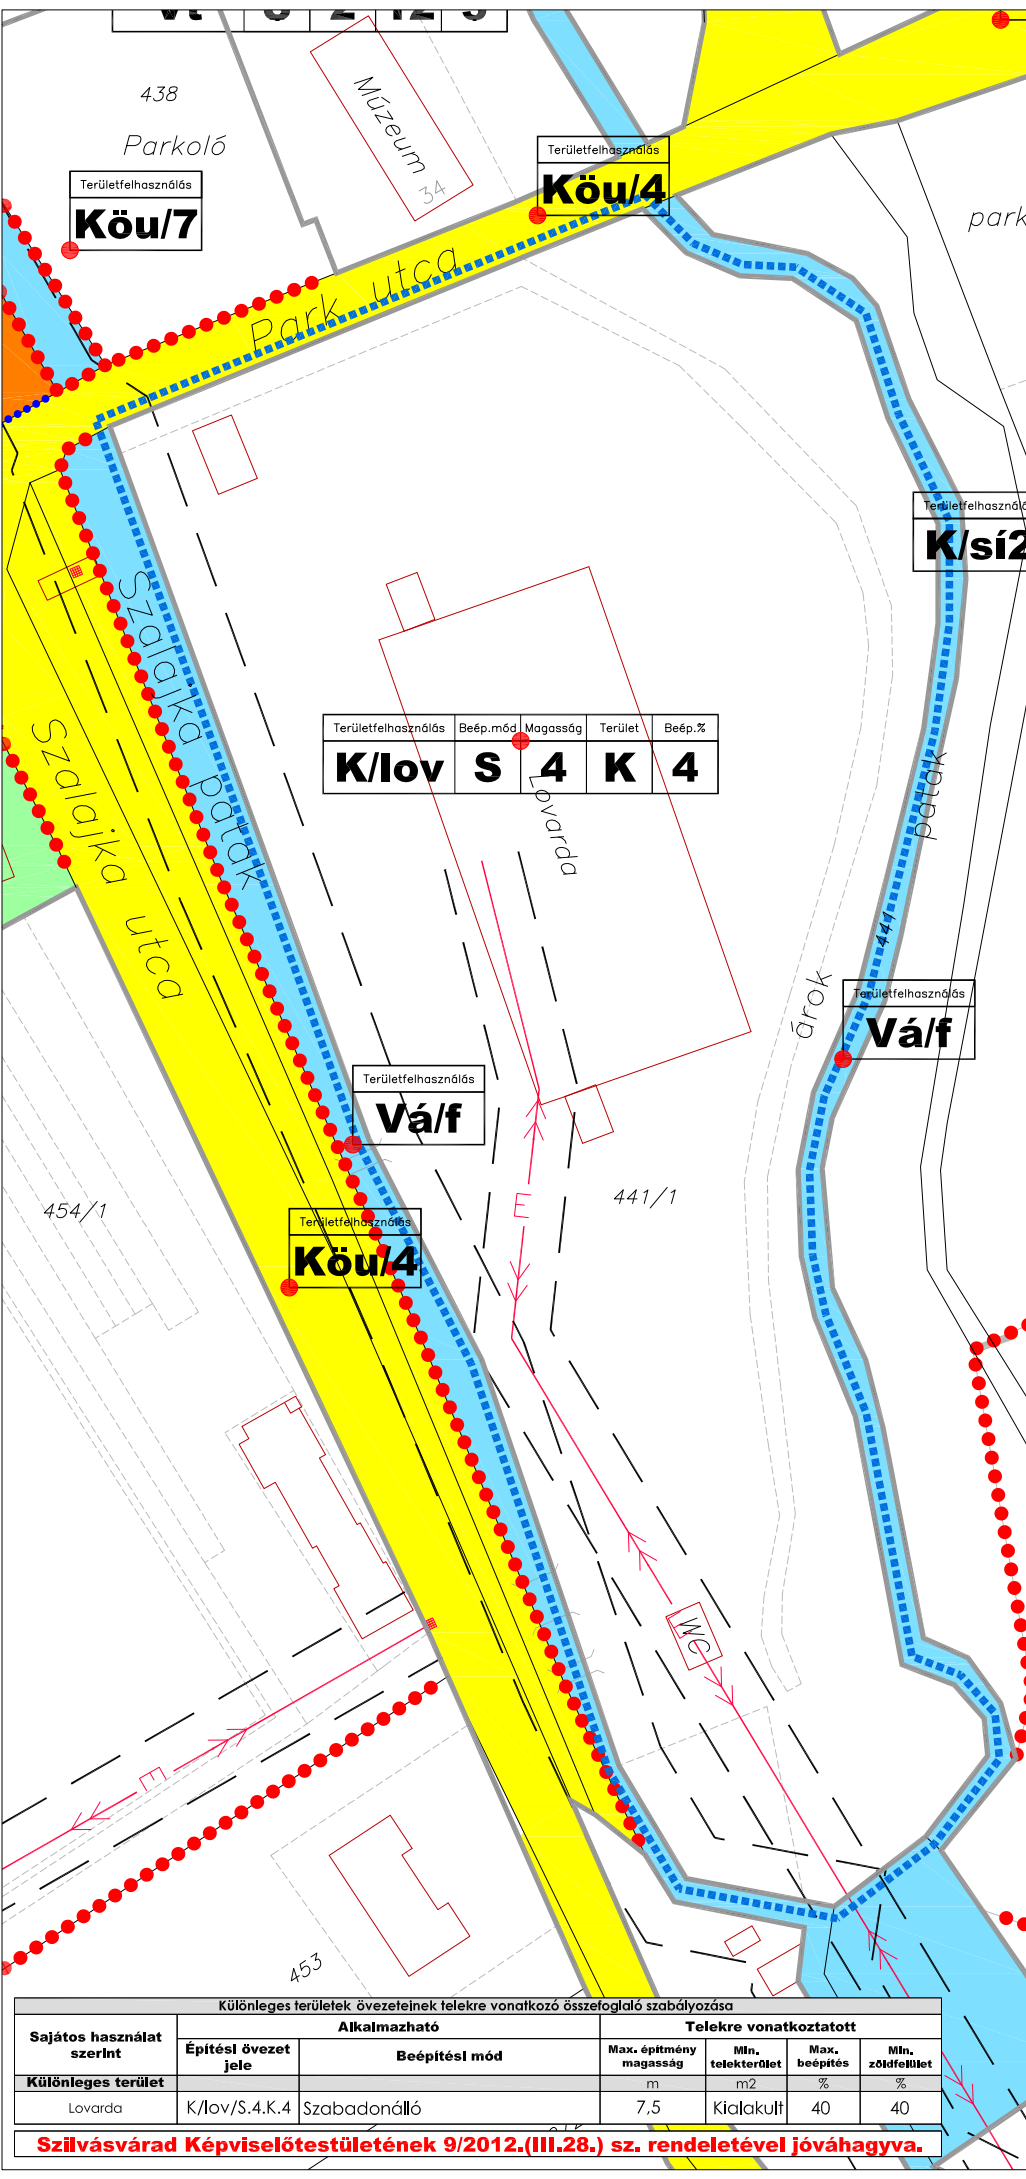 438
Parkoló
Múzeum
34
Területfelhasználás
Köu/4
Területfelhasználás
Köu/7
Park utca
Területfelhasználás
K/sí2
Szalajka patak
Szalajka utca
Területfelhasználás Beép.mód Magasság Terület Beép.%
K/lov S 4 K 4
Lovarda
patak
441
árok
Területfelhasználás
Vá/f
Területfelhasználás
Vá/f
454/1
441/1
E
Területfelhasználás
Köu/4
WC
E
453
Különleges területek övezeteinek telekre vonatkozó összefoglaló szabályozása
Sajátos használat szerint Alkalmazható Telekre vonatkoztatott
Építési övezet jele Beépítési mód Max. építmény magasság Min. telekterület Max. beépítés Min. zöldfelület
Különleges terület m m2 % %
Lovarda K/lov/S.4.K.4 Szabadonálló 7,5 Kialakult 40 40
Szilvásvárad Képviselőtestületének 9/2012.(III.28.) sz. rendeletével jóváhagyva.